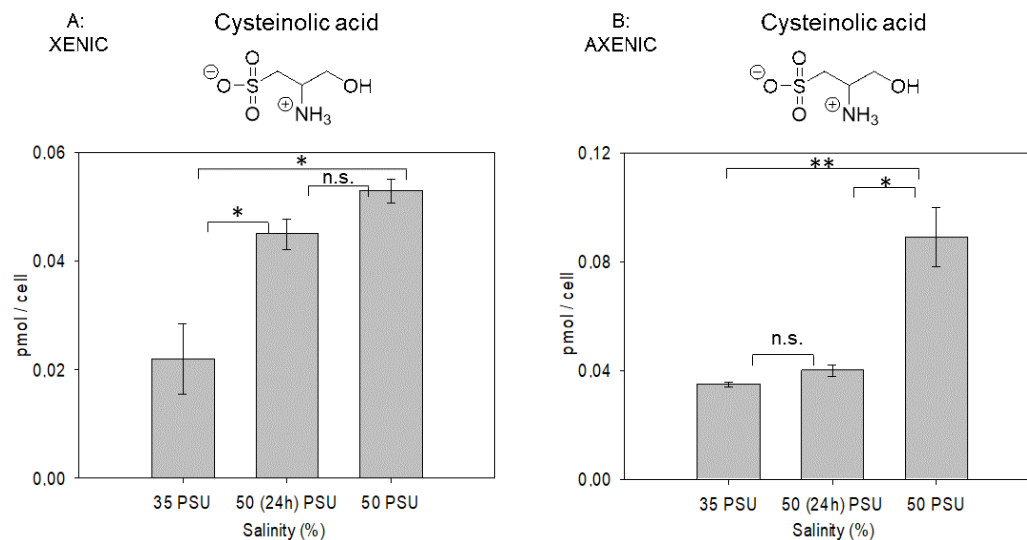 A:
XENIC
Cysteinolic acid
⊖
O
O
S
O
OH
⊕
NH3
0.06
0.04
0.02
0.00
pmol / cell
*
n.s.
*
35 PSU 50 (24h) PSU 50 PSU
Salinity (%)
B:
AXENIC
Cysteinolic acid
⊖
O
O
S
O
OH
⊕
NH3
0.12
0.08
0.04
0.00
pmol / cell
**
*
n.s.
35 PSU 50 (24h) PSU 50 PSU
Salinity (%)